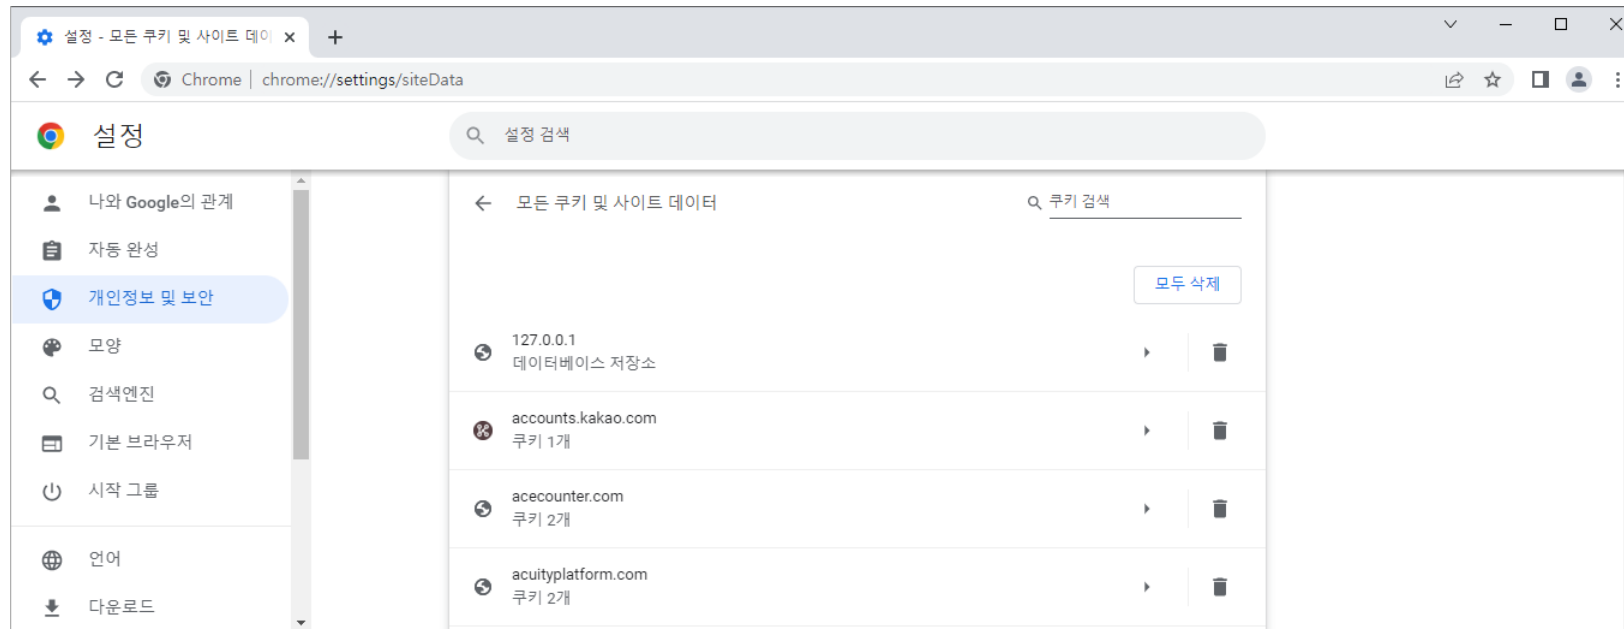 설정 - 모든 쿠키 및 사이트 데이
Chrome | chrome://settings/siteData
설정
설정 검색
나와 Google의 관계
자동 완성
개인정보 및 보안
모양
검색엔진
기본 브라우저
시작 그룹
언어
다운로드
모든 쿠키 및 사이트 데이터
쿠키 검색
모두 삭제
127.0.0.1
데이터베이스 저장소
accounts.kakao.com
쿠키 1개
acecounter.com
쿠키 2개
acuityplatform.com
쿠키 2개